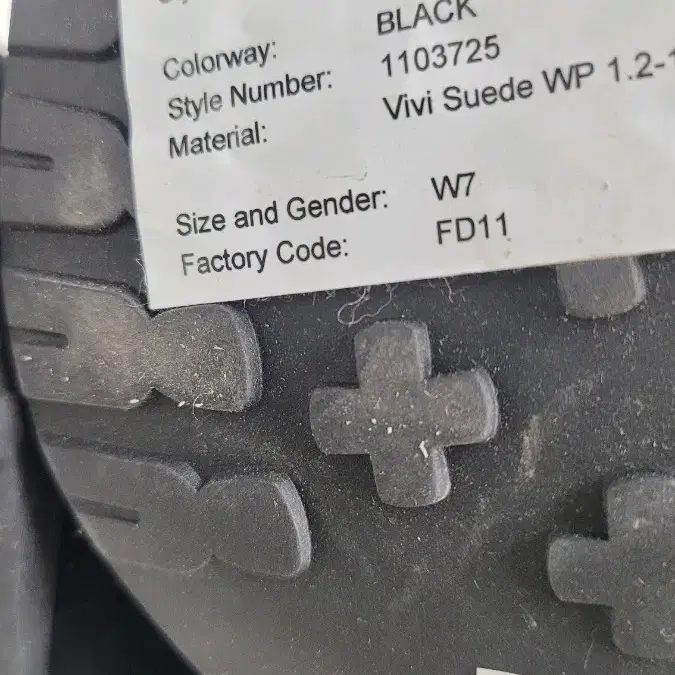 Colorway: BLACK
Style Number: 1103725
Material: Vivi Suede WP 1.2-
Size and Gender: W7
Factory Code: FD11